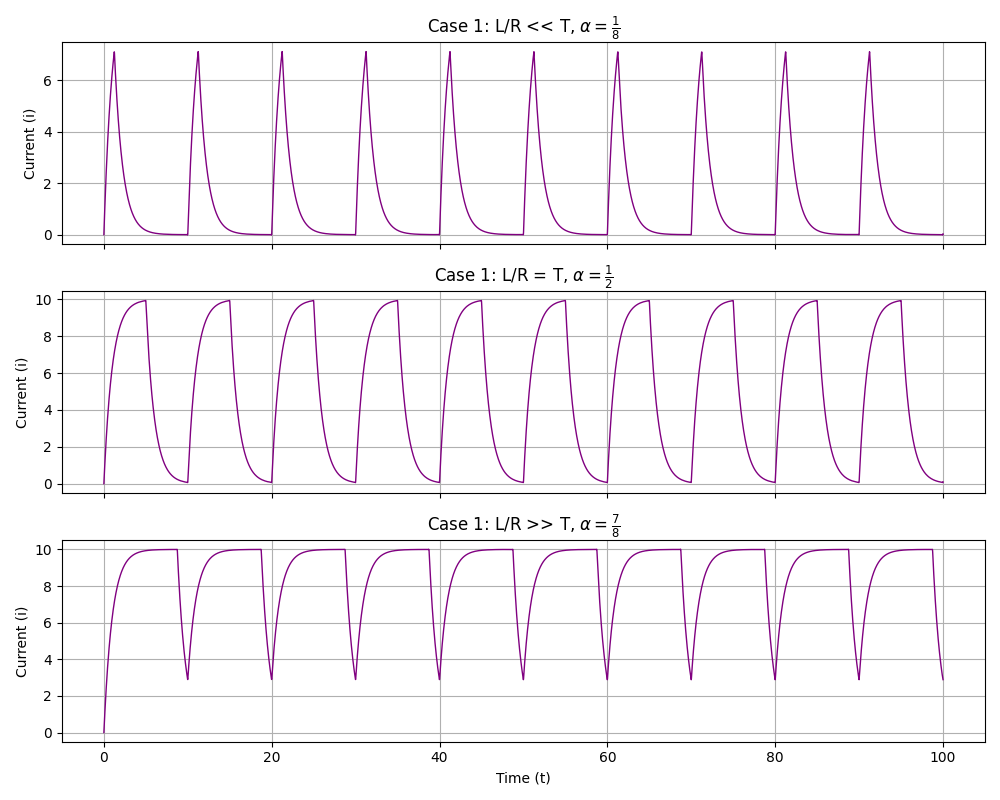 Case 1: L/R << T, α = 1/8
Current (i)
6
4
2
0
Case 1: L/R = T, α = 1/2
Current (i)
10
8
6
4
2
0
Case 1: L/R >> T, α = 7/8
Current (i)
10
8
6
4
2
0
0 20 40 60 80 100
Time (t)